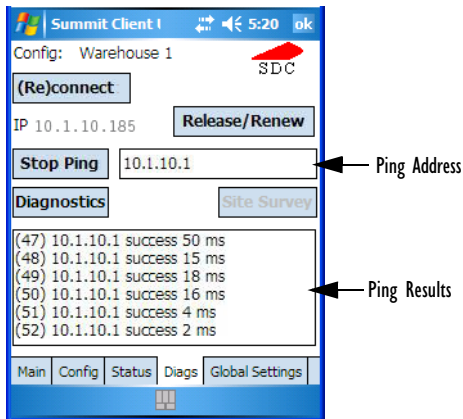 Summit Client U 5:20 ok
Config: Warehouse 1
SDC
(Re)connect
IP 10.1.10.185 Release/Renew
Stop Ping 10.1.10.1 Ping Address
Diagnostics Site Survey
(47) 10.1.10.1 success 50 ms
(48) 10.1.10.1 success 15 ms
(49) 10.1.10.1 success 18 ms
(50) 10.1.10.1 success 16 ms
(51) 10.1.10.1 success 4 ms
(52) 10.1.10.1 success 2 ms
Ping Results
Main Config Status Diags Global Settings